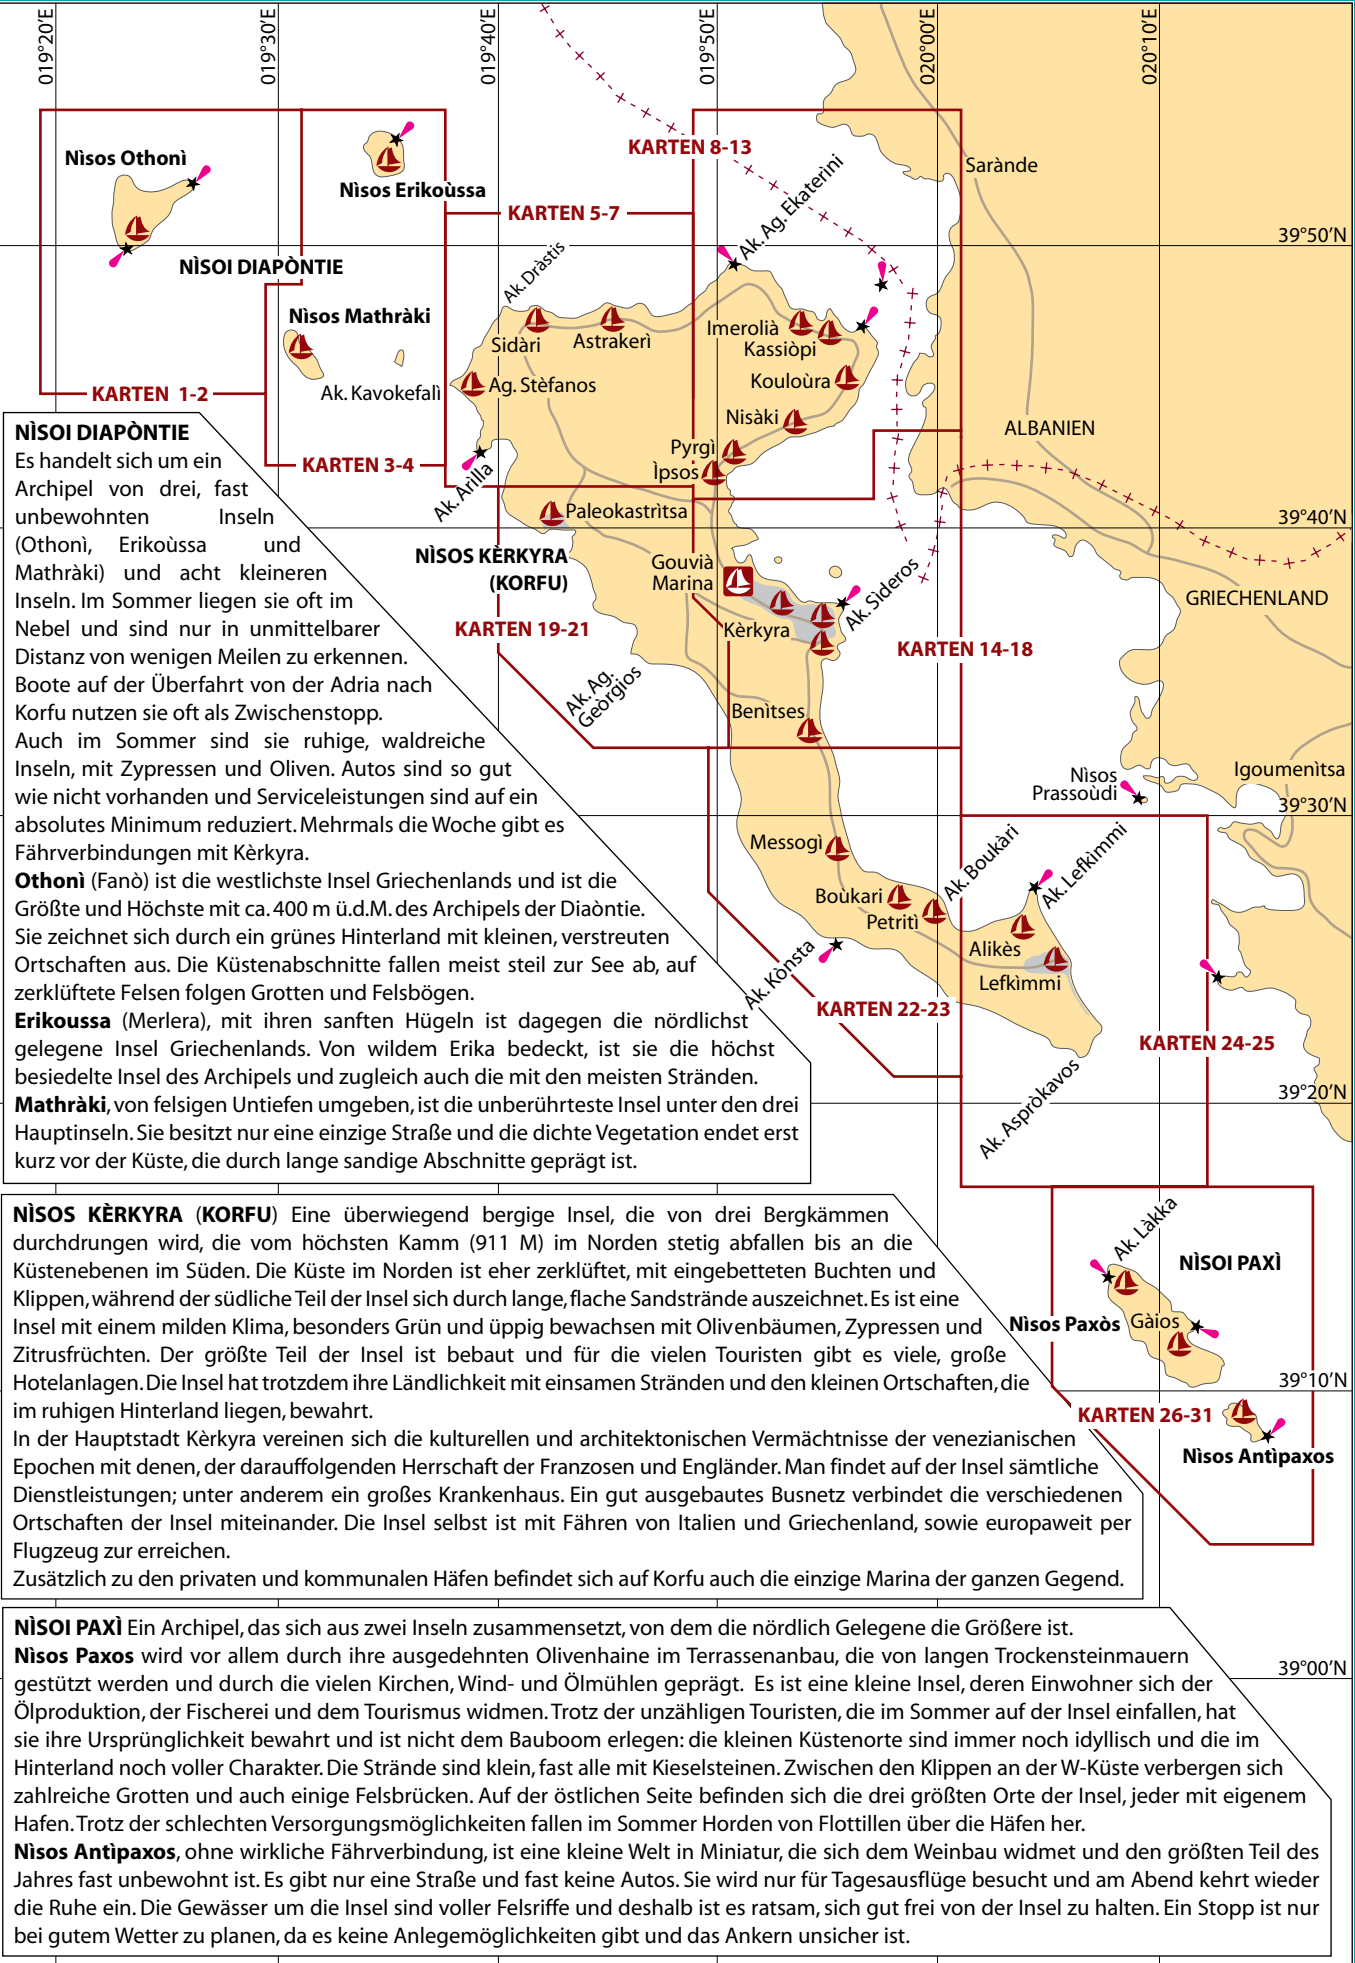 019°20'E
019°30'E
019°40'E
019°50'E
020°00'E
020°10'E
KARTEN 8-13
Nìsos Othonì
Nìsos Erikoùssa
Sarànde
KARTEN 5-7
Ak. Ag. Ekaterìni
39°50'N
NÌSOI DIAPÒNTIE
Ak. Dràstis
Nìsos Mathràki
Sidàri
Astrakerì
Imerolià
Kassiòpi
Kouloùra
Ak. Kavokefalì
Ag. Stèfanos
KARTEN 1-2
Nisàki
ALBANIEN
Pyrgì
Ìpsos
KARTEN 3-4
Ak. Arìlla
Paleokastrìtsa
39°40'N
NÌSOS KÈRKYRA
(KORFU)
Gouvià
Marina
Ak. Sìderos
GRIECHENLAND
KARTEN 19-21
Kèrkyra
KARTEN 14-18
Ak. Ag.
Geòrgios
Benìtses
Nìsos
Prassoùdi
Igoumenìtsa
39°30'N
Messogì
Ak. Boukàri
Ak. Lefkìmmi
Boùkari
Petritì
Alikès
Lefkìmmi
Ak. Kònsta
KARTEN 22-23
KARTEN 24-25
39°20'N
Ak. Aspròkavos
Ak. Làkka
NÌSOI PAXÌ
Nìsos Paxòs
Gàios
39°10'N
KARTEN 26-31
Nìsos Antìpaxos
39°00'N
NÌSOI DIAPÒNTIE
Es handelt sich um ein
Archipel von drei, fast
unbewohnten Inseln
(Othonì, Erikoùssa und
Mathràki) und acht kleineren
Inseln. Im Sommer liegen sie oft im
Nebel und sind nur in unmittelbarer
Distanz von wenigen Meilen zu erkennen.
Boote auf der Überfahrt von der Adria nach
Korfu nutzen sie oft als Zwischenstopp.
Auch im Sommer sind sie ruhige, waldreiche
Inseln, mit Zypressen und Oliven. Autos sind so gut
wie nicht vorhanden und Serviceleistungen sind auf ein
absolutes Minimum reduziert. Mehrmals die Woche gibt es
Fährverbindungen mit Kèrkyra.
Othonì (Fanò) ist die westlichste Insel Griechenlands und ist die
Größte und Höchste mit ca. 400 m ü.d.M. des Archipels der Diaòntie.
Sie zeichnet sich durch ein grünes Hinterland mit kleinen, verstreuten
Ortschaften aus. Die Küstenabschnitte fallen meist steil zur See ab, auf
zerklüftete Felsen folgen Grotten und Felsbögen.
Erikoussa (Merlera), mit ihren sanften Hügeln ist dagegen die nördlichst
gelegene Insel Griechenlands. Von wildem Erika bedeckt, ist sie die höchst
besiedelte Insel des Archipels und zugleich auch die mit den meisten Stränden.
Mathràki, von felsigen Untiefen umgeben, ist die unberührteste Insel unter den drei
Hauptinseln. Sie besitzt nur eine einzige Straße und die dichte Vegetation endet erst
kurz vor der Küste, die durch lange sandige Abschnitte geprägt ist.
NÌSOS KÈRKYRA (KORFU) Eine überwiegend bergige Insel, die von drei Bergkämmen
durchdrungen wird, die vom höchsten Kamm (911 M) im Norden stetig abfallen bis an die
Küstenebenen im Süden. Die Küste im Norden ist eher zerklüftet, mit eingebetteten Buchten und
Klippen, während der südliche Teil der Insel sich durch lange, flache Sandstrände auszeichnet. Es ist eine
Insel mit einem milden Klima, besonders Grün und üppig bewachsen mit Olivenbäumen, Zypressen und
Zitrusfrüchten. Der größte Teil der Insel ist bebaut und für die vielen Touristen gibt es viele, große
Hotelanlagen. Die Insel hat trotzdem ihre Ländlichkeit mit einsamen Stränden und den kleinen Ortschaften, die
im ruhigen Hinterland liegen, bewahrt.
In der Hauptstadt Kèrkyra vereinen sich die kulturellen und architektonischen Vermächtnisse der venezianischen
Epochen mit denen, der darauffolgenden Herrschaft der Franzosen und Engländer. Man findet auf der Insel sämtliche
Dienstleistungen; unter anderem ein großes Krankenhaus. Ein gut ausgebautes Busnetz verbindet die verschiedenen
Ortschaften der Insel miteinander. Die Insel selbst ist mit Fähren von Italien und Griechenland, sowie europaweit per
Flugzeug zur erreichen.
Zusätzlich zu den privaten und kommunalen Häfen befindet sich auf Korfu auch die einzige Marina der ganzen Gegend.
NÌSOI PAXÌ Ein Archipel, das sich aus zwei Inseln zusammensetzt, von dem die nördlich Gelegene die Größere ist.
Nìsos Paxos wird vor allem durch ihre ausgedehnten Olivenhaine im Terrassenanbau, die von langen Trockensteinmauern
gestützt werden und durch die vielen Kirchen, Wind- und Ölmühlen geprägt. Es ist eine kleine Insel, deren Einwohner sich der
Ölproduktion, der Fischerei und dem Tourismus widmen. Trotz der unzähligen Touristen, die im Sommer auf der Insel einfallen, hat
sie ihre Ursprünglichkeit bewahrt und ist nicht dem Bauboom erlegen: die kleinen Küstenorte sind immer noch idyllisch und die im
Hinterland noch voller Charakter. Die Strände sind klein, fast alle mit Kieselsteinen. Zwischen den Klippen an der W-Küste verbergen sich
zahlreiche Grotten und auch einige Felsbrücken. Auf der östlichen Seite befinden sich die drei größten Orte der Insel, jeder mit eigenem
Hafen. Trotz der schlechten Versorgungsmöglichkeiten fallen im Sommer Horden von Flottillen über die Häfen her.
Nìsos Antìpaxos, ohne wirkliche Fährverbindung, ist eine kleine Welt in Miniatur, die sich dem Weinbau widmet und den größten Teil des
Jahres fast unbewohnt ist. Es gibt nur eine Straße und fast keine Autos. Sie wird nur für Tagesausflüge besucht und am Abend kehrt wieder
die Ruhe ein. Die Gewässer um die Insel sind voller Felsriffe und deshalb ist es ratsam, sich gut frei von der Insel zu halten. Ein Stopp ist nur
bei gutem Wetter zu planen, da es keine Anlegemöglichkeiten gibt und das Ankern unsicher ist.